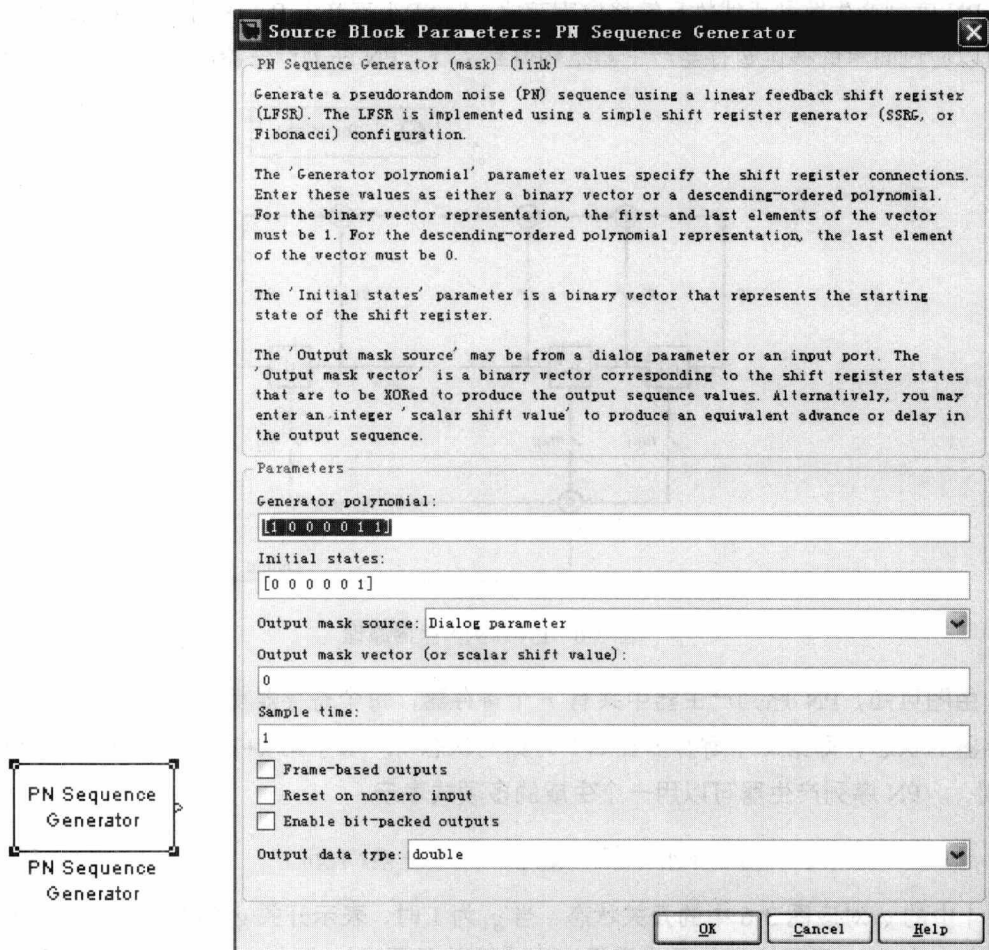 Source Block Parameters: PN Sequence Generator
PN Sequence Generator (mask) (link)
Generate a pseudorandom noise (PN) sequence using a linear feedback shift register
(LFSR). The LFSR is implemented using a simple shift register generator (SSRG, or
Fibonacci) configuration.
The 'Generator polynomial' parameter values specify the shift register connections.
Enter these values as either a binary vector or a descending-ordered polynomial.
For the binary vector representation, the first and last elements of the vector
must be 1. For the descending-ordered polynomial representation, the last element
of the vector must be 0.
The 'Initial states' parameter is a binary vector that represents the starting
state of the shift register.
The 'Output mask source' may be from a dialog parameter or an input port. The
'Output mask vector' is a binary vector corresponding to the shift register states
that are to be XORed to produce the output sequence values. Alternatively, you may
enter an integer 'scalar shift value' to produce an equivalent advance or delay in
the output sequence.
Parameters
Generator polynomial:
[1 0 0 0 0 1 1]
Initial states:
[0 0 0 0 0 1]
Output mask source: Dialog parameter
Output mask vector (or scalar shift value):
0
Sample time:
1
Frame-based outputs
Reset on nonzero input
Enable bit-packed outputs
Output data type: double
OK Cancel Help
PN Sequence
Generator
PN Sequence
Generator